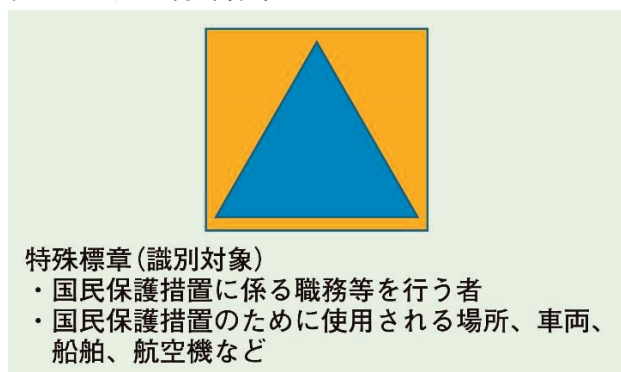 特殊標章(識別対象)
・国民保護措置に係る職務等を行う者
・国民保護措置のために使用される場所、車両、
船舶、航空機など